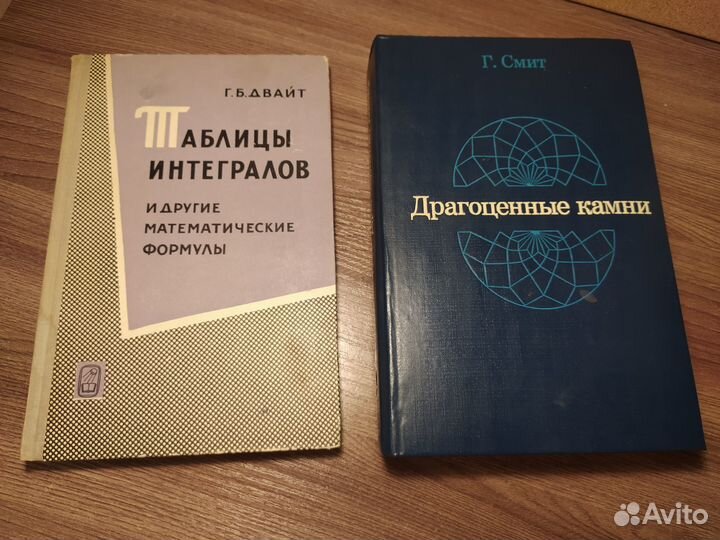 Г.Б.ДВАЙТ
ТАБЛИЦЫ
ИНТЕГРАЛОВ
И ДРУГИЕ
МАТЕМАТИЧЕСКИЕ
ФОРМУЛЫ
Г. Смит
Драгоценные камни
Avito